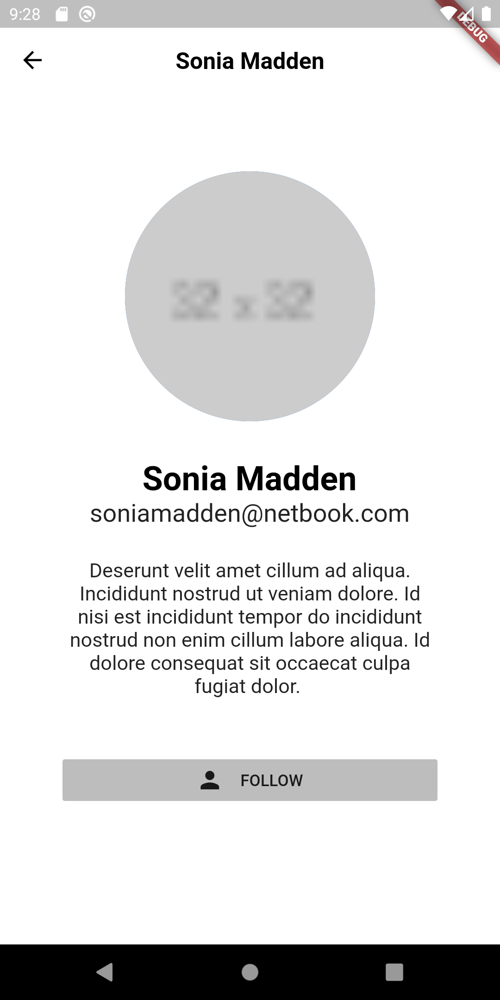 9:28
DEBUG
Sonia Madden
32 x 32
Sonia Madden
soniamadden@netbook.com
Deserunt velit amet cillum ad aliqua.
Incididunt nostrud ut veniam dolore. Id
nisi est incididunt tempor do incididunt
nostrud non enim cillum labore aliqua. Id
dolore consequat sit occaecat culpa
fugiat dolor.
FOLLOW